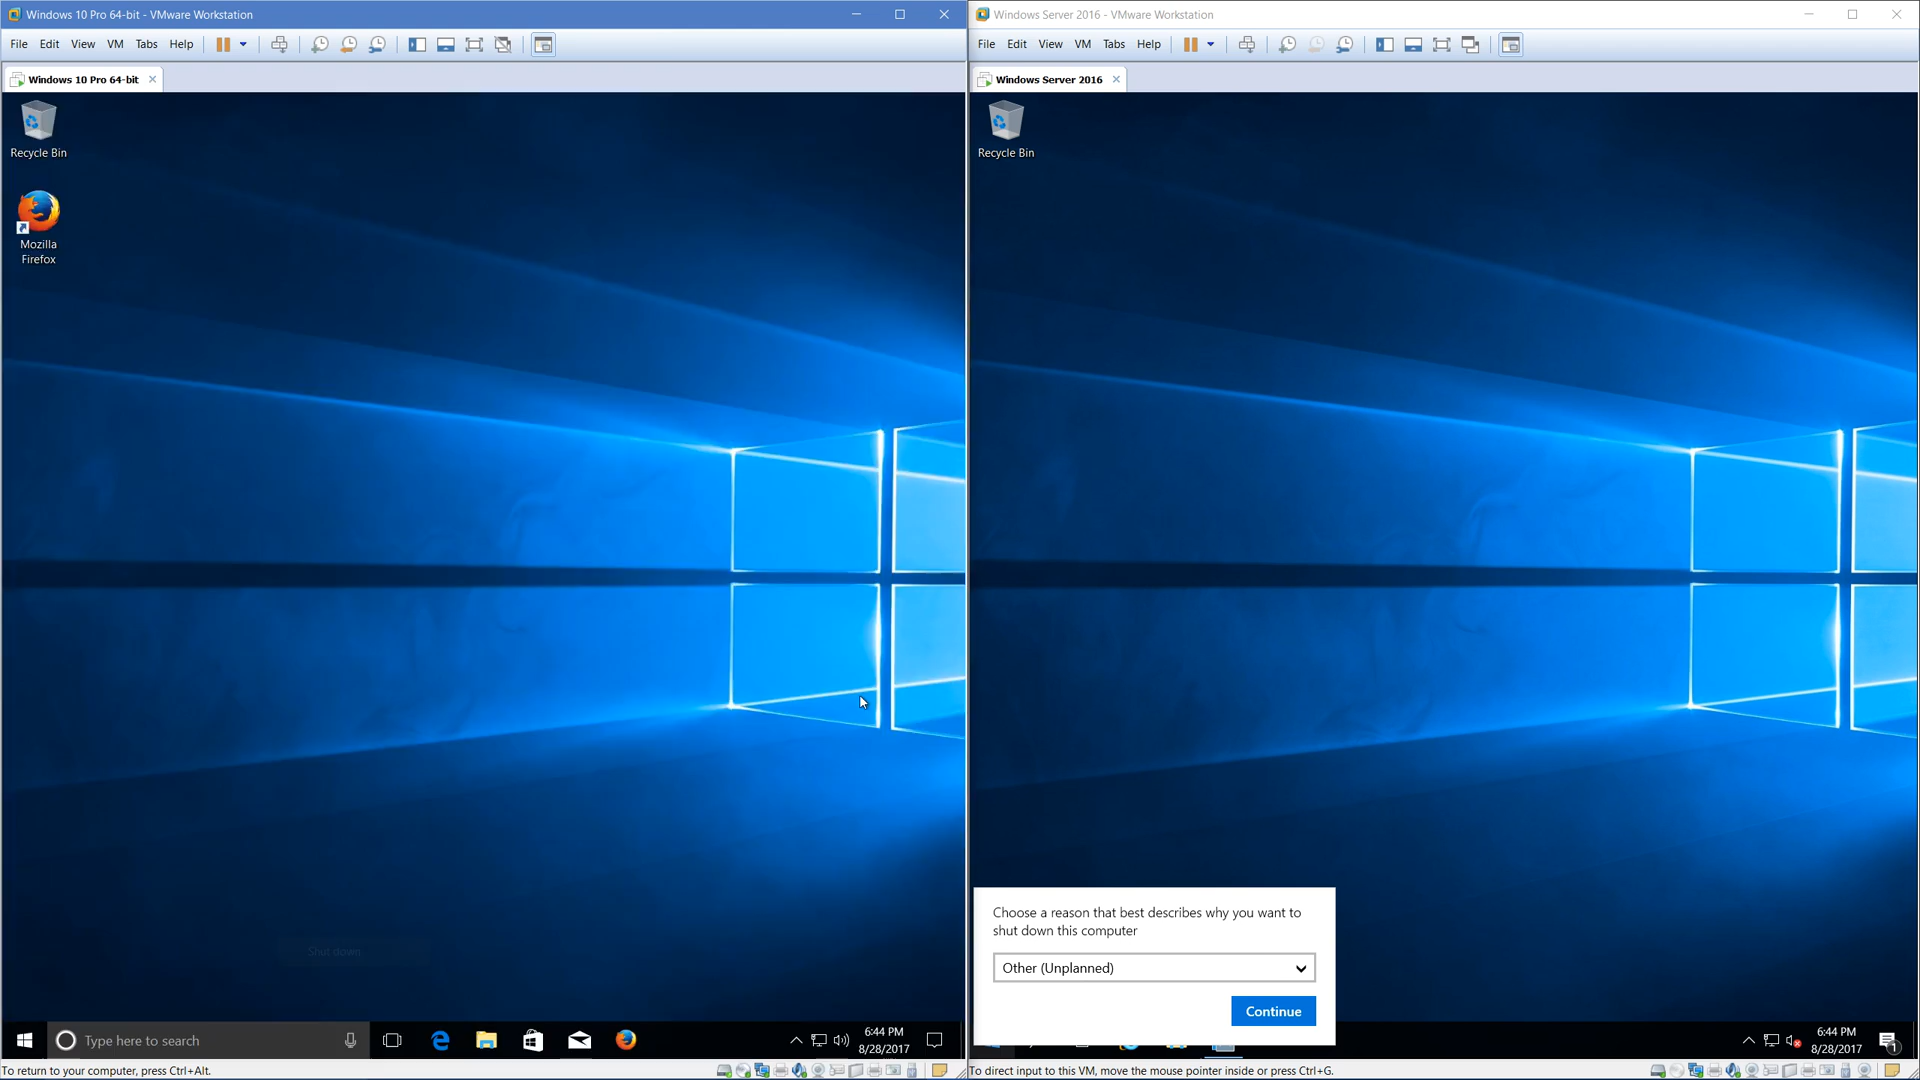 Windows 10 Pro 64-bit - VMware Workstation
File Edit View VM Tabs Help
Windows 10 Pro 64-bit
Recycle Bin
Mozilla
Firefox
Shut down
Type here to search
6:44 PM
8/28/2017
To return to your computer, press Ctrl+Alt.
Windows Server 2016 - VMware Workstation
File Edit View VM Tabs Help
Windows Server 2016
Recycle Bin
Choose a reason that best describes why you want to
shut down this computer
Other (Unplanned)
Continue
6:44 PM
8/28/2017
1
To direct input to this VM, move the mouse pointer inside or press Ctrl+G.